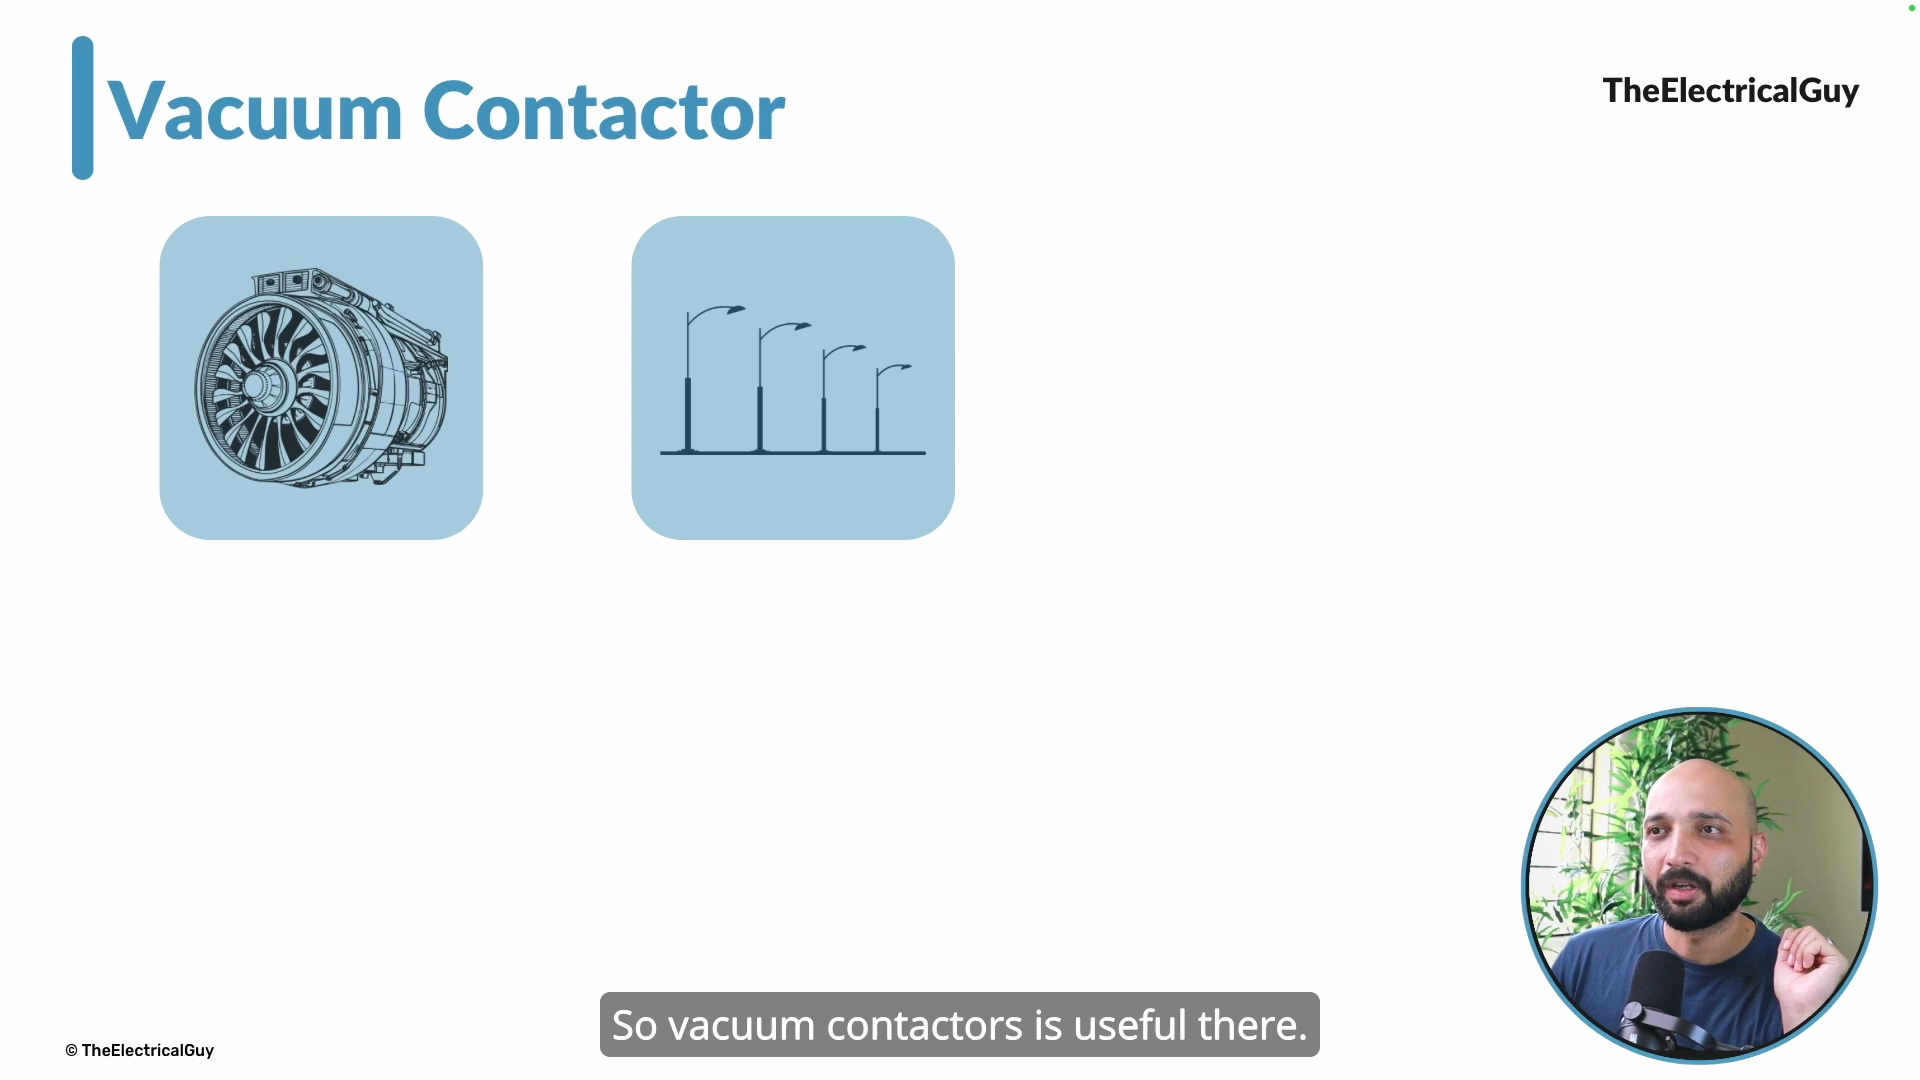 Vacuum Contactor
TheElectricalGuy
So vacuum contactors is useful there.
© TheElectricalGuy